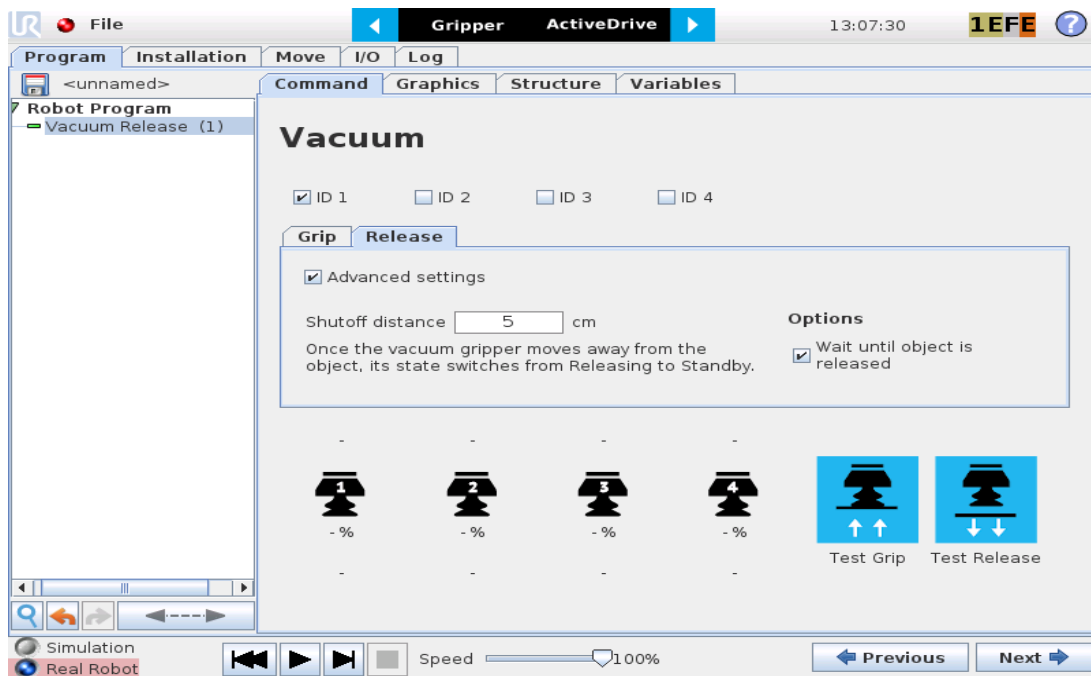 UR File Gripper ActiveDrive 13:07:30 1EFE ?
Program Installation Move I/O Log
<unnamed> Command Graphics Structure Variables
Robot Program
Vacuum Release (1)
Vacuum
ID 1 ID 2 ID 3 ID 4
Grip Release
Advanced settings
Shutoff distance 5 cm
Once the vacuum gripper moves away from the
object, its state switches from Releasing to Standby.
Options
Wait until object is
released
- - - -
1 2 3 4
- % - % - % - %
Test Grip Test Release
- - - -
Simulation
Real Robot
Speed 100%
Previous Next